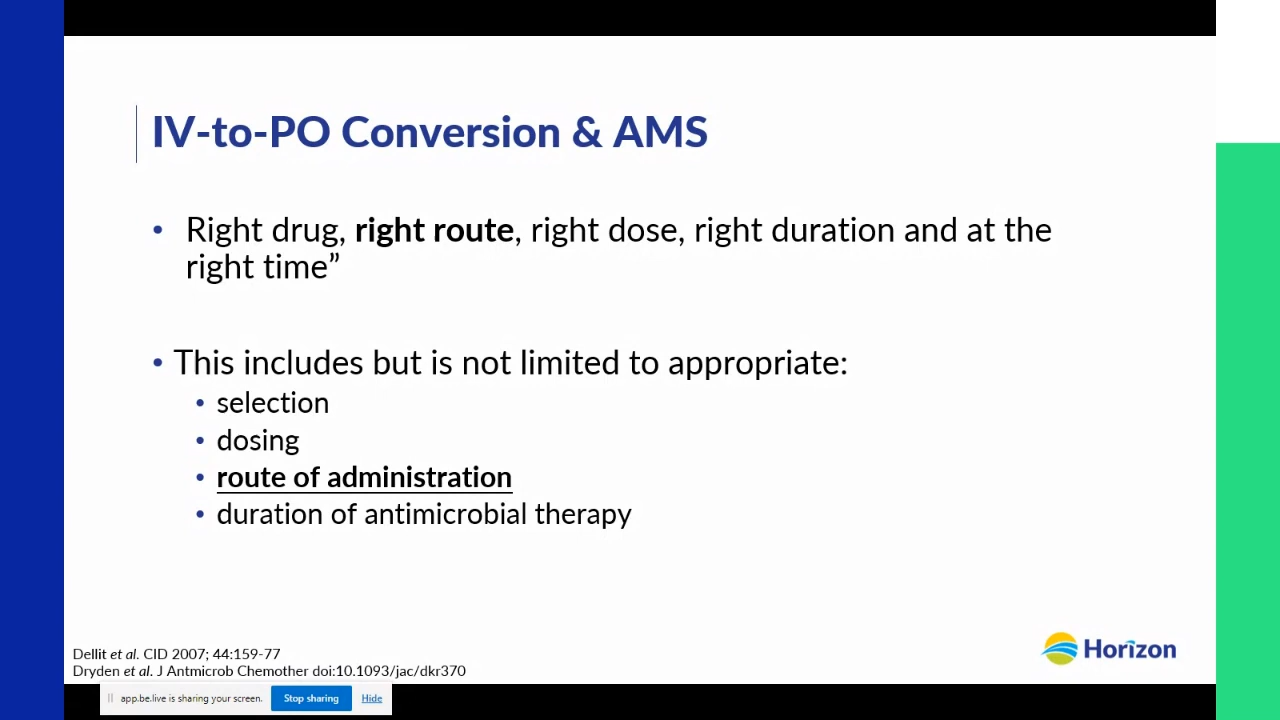 IV-to-PO Conversion & AMS
• Right drug, right route, right dose, right duration and at the
right time”
• This includes but is not limited to appropriate:
• selection
• dosing
• route of administration
• duration of antimicrobial therapy
Dellit et al. CID 2007; 44:159-77
Dryden et al. J Antmicrob Chemother doi:10.1093/jac/dkr370
Horizon
app.be.live is sharing your screen. Stop sharing Hide